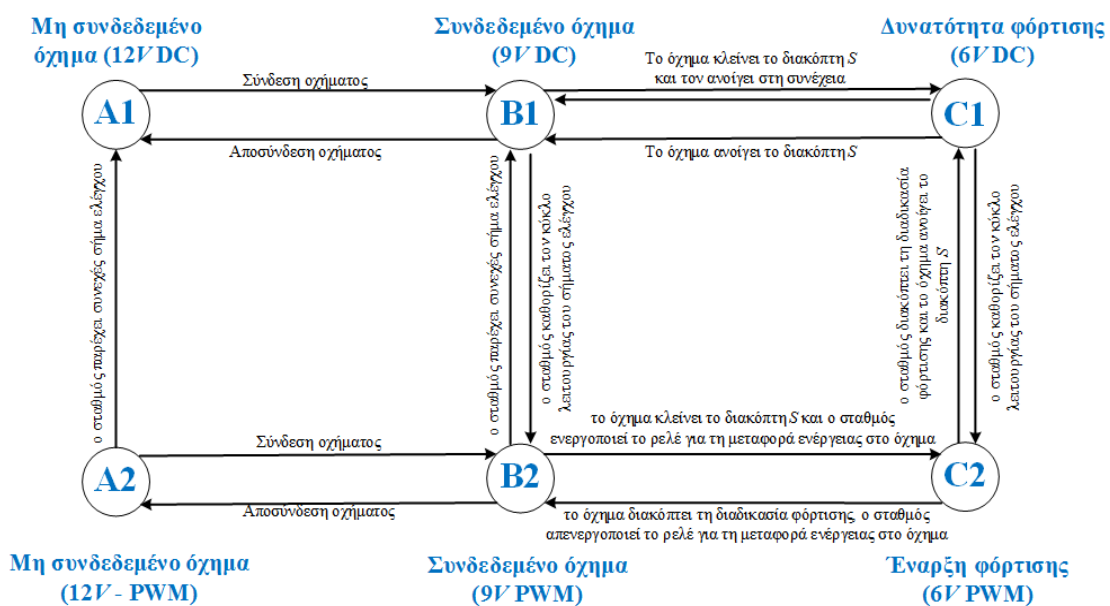 Μη συνδεδεμένο
όχημα (12V DC)
Συνδεδεμένο όχημα
(9V DC)
Δυνατότητα φόρτισης
(6V DC)
Σύνδεση οχήματος
Το όχημα κλείνει το διακόπτη S
και τον ανοίγει στη συνέχεια
A1
B1
C1
Αποσύνδεση οχήματος
Το όχημα ανοίγει το διακόπτη S
ο σταθμός παρέχει συνεχές σήμα ελέγχου
ο σταθμός παρέχει συνεχές σήμα ελέγχου
ο σταθμός καθορίζει τον κύκλο
λειτουργίας του σήματος ελέγχου
ο σταθμός διακόπτει τη διαδικασία
φόρτισης και το όχημα ανοίγει το
διακόπτη S
ο σταθμός καθορίζει τον κύκλο
λειτουργίας του σήματος ελέγχου
Σύνδεση οχήματος
το όχημα κλείνει το διακόπτη S και ο σταθμός
ενεργοποιεί το ρελέ για τη μεταφορά ενέργειας στο όχημα
A2
B2
C2
Αποσύνδεση οχήματος
το όχημα διακόπτει τη διαδικασία φόρτισης, ο σταθμός
απενεργοποιεί το ρελέ για τη μεταφορά ενέργειας στο όχημα
Μη συνδεδεμένο όχημα
(12V - PWM)
Συνδεδεμένο όχημα
(9V PWM)
Έναρξη φόρτισης
(6V PWM)